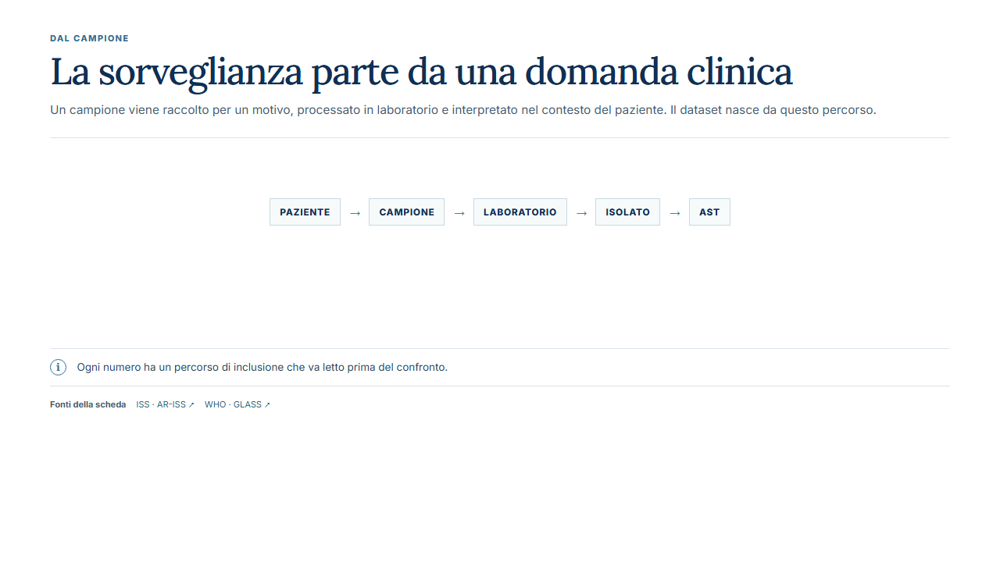 DAL CAMPIONE
La sorveglianza parte da una domanda clinica
Un campione viene raccolto per un motivo, processato in laboratorio e interpretato nel contesto del paziente. Il dataset nasce da questo percorso.
PAZIENTE → CAMPIONE → LABORATORIO → ISOLATO → AST
i Ogni numero ha un percorso di inclusione che va letto prima del confronto.
Fonti della scheda ISS · AR-ISS ↗ WHO · GLASS ↗